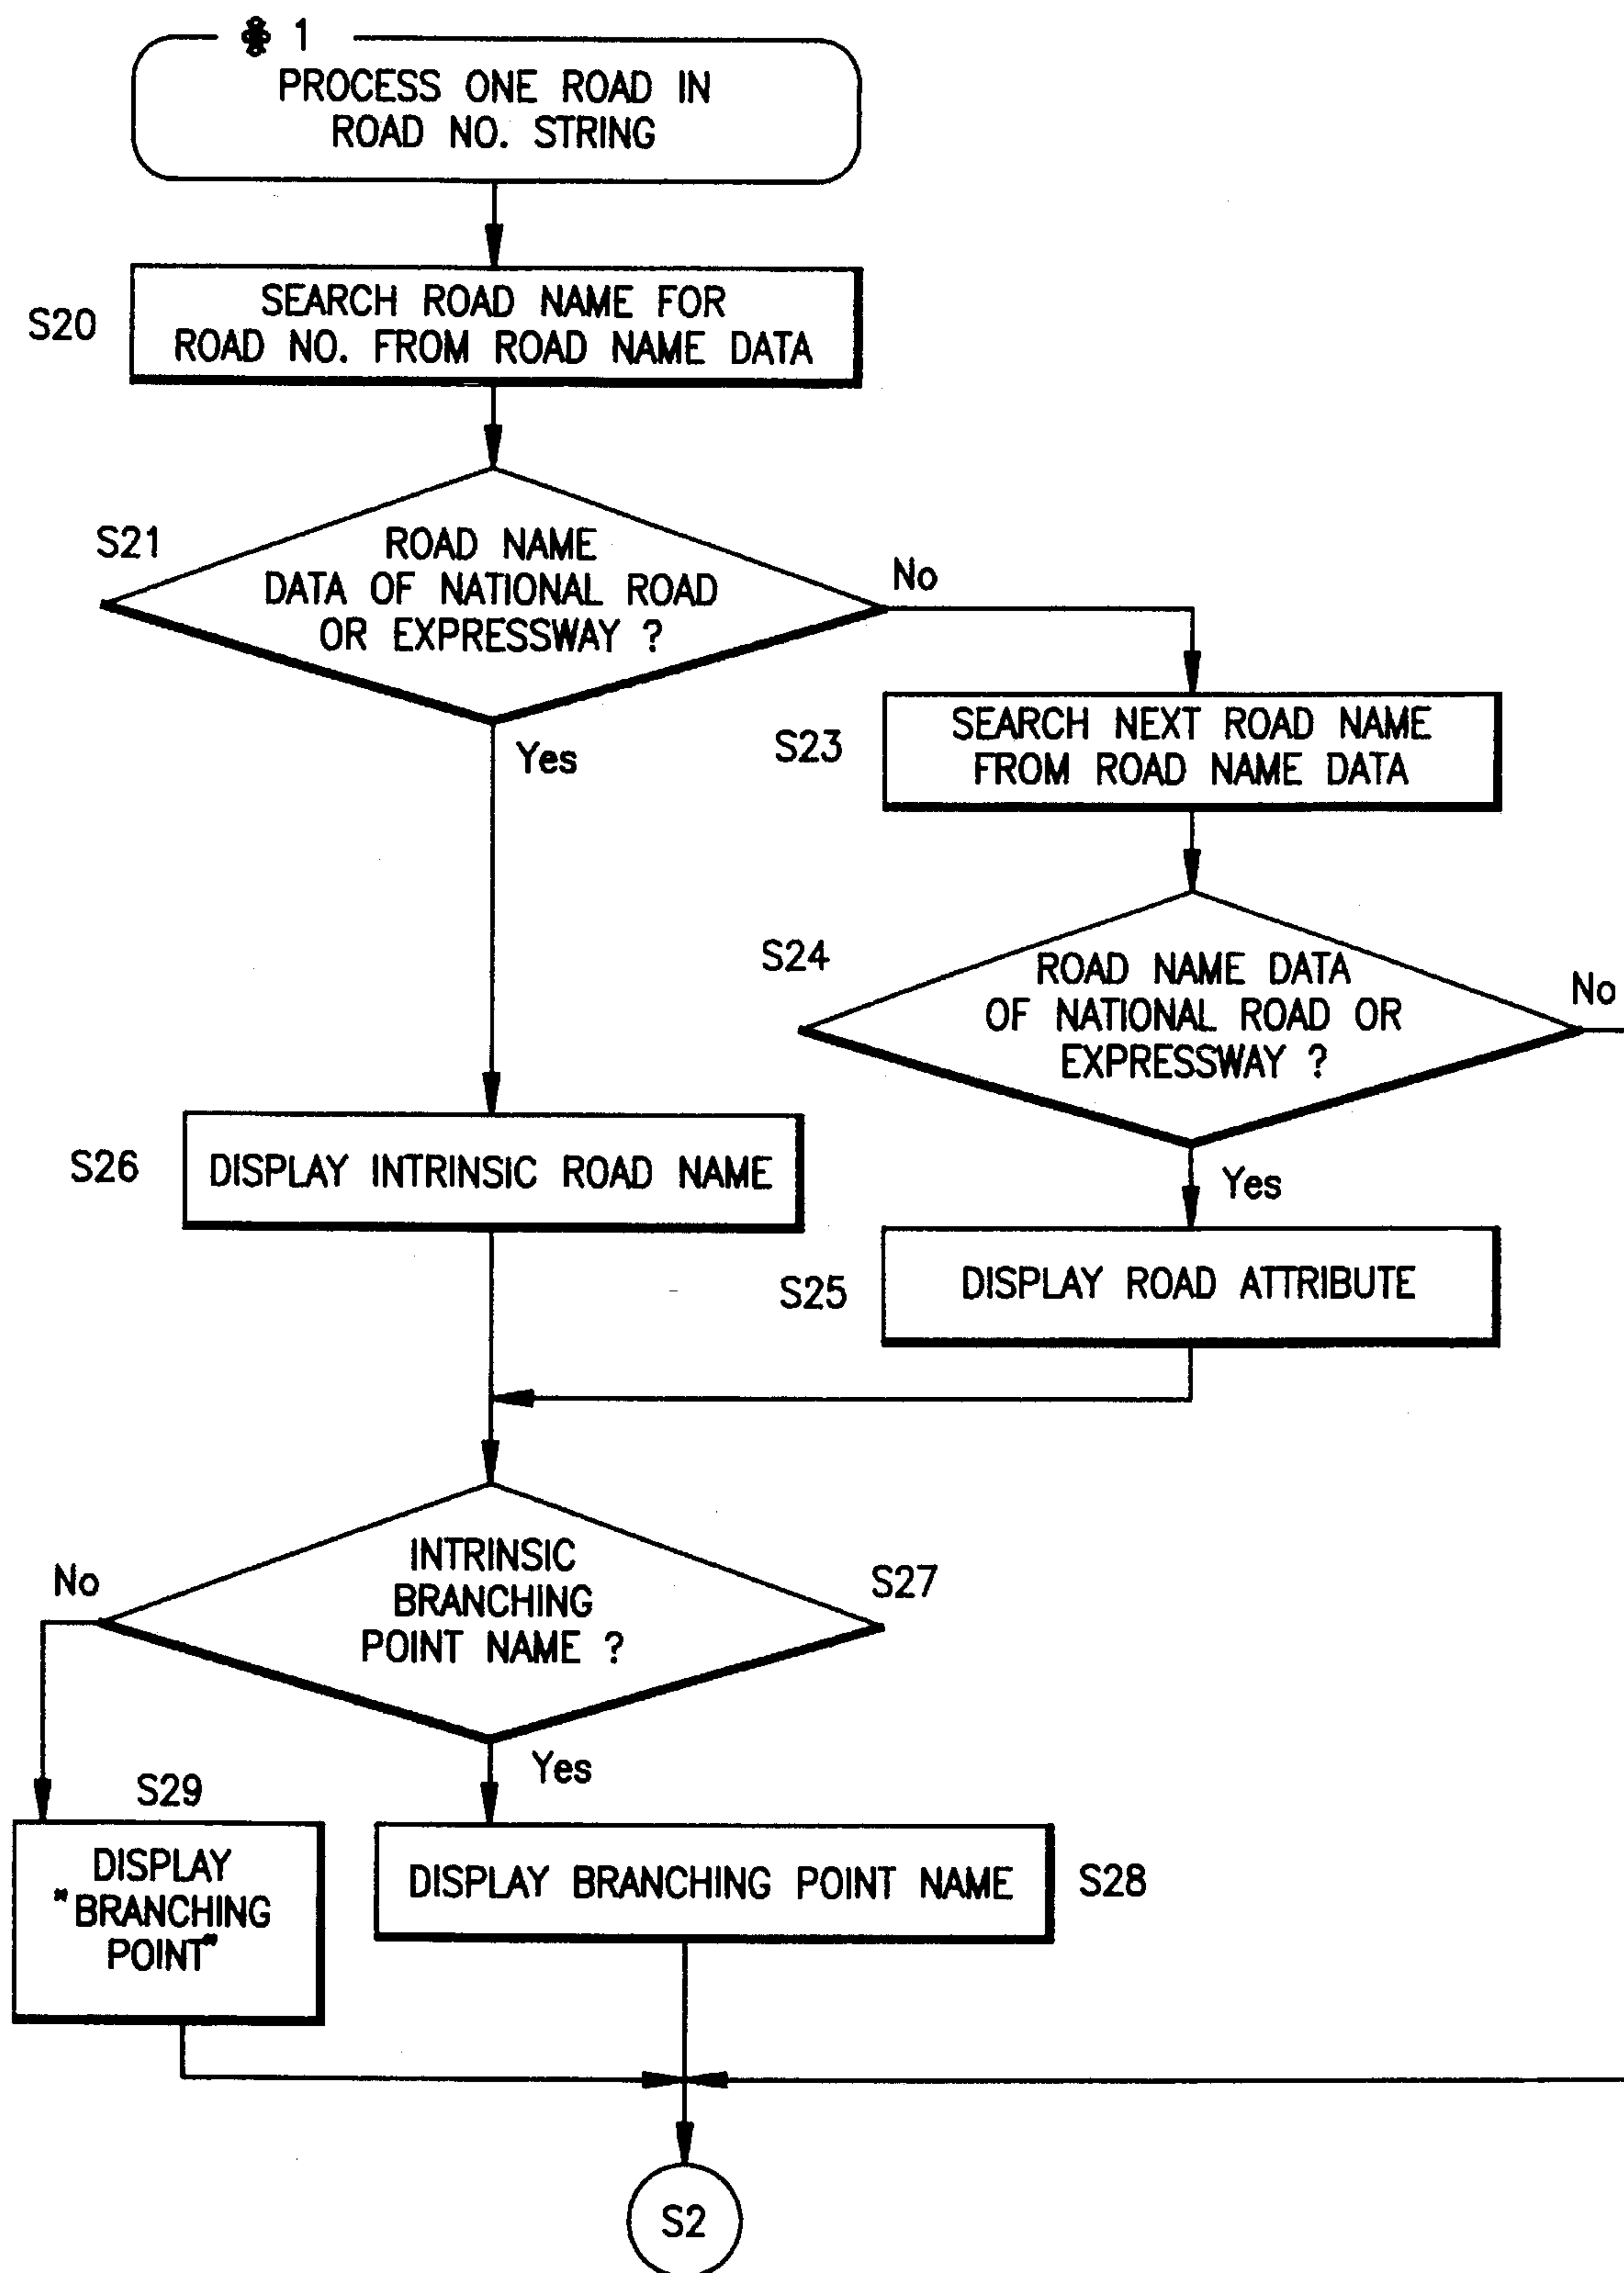 ※ 1
PROCESS ONE ROAD IN
ROAD NO. STRING
S20
SEARCH ROAD NAME FOR
ROAD NO. FROM ROAD NAME DATA
S21
ROAD NAME
DATA OF NATIONAL ROAD
OR EXPRESSWAY ?
No
Yes
S23
SEARCH NEXT ROAD NAME
FROM ROAD NAME DATA
S24
ROAD NAME DATA
OF NATIONAL ROAD OR
EXPRESSWAY ?
No
Yes
S26
DISPLAY INTRINSIC ROAD NAME
S25
DISPLAY ROAD ATTRIBUTE
INTRINSIC
BRANCHING
POINT NAME ?
S27
No
Yes
S29
DISPLAY
"BRANCHING
POINT"
DISPLAY BRANCHING POINT NAME
S28
S2